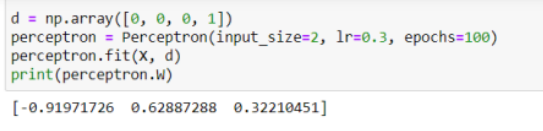 d = np.array([0, 0, 0, 1])
perceptron = Perceptron(input_size=2, lr=0.3, epochs=100)
perceptron.fit(X, d)
print(perceptron.W)
[-0.91971726 0.62887288 0.32210451]